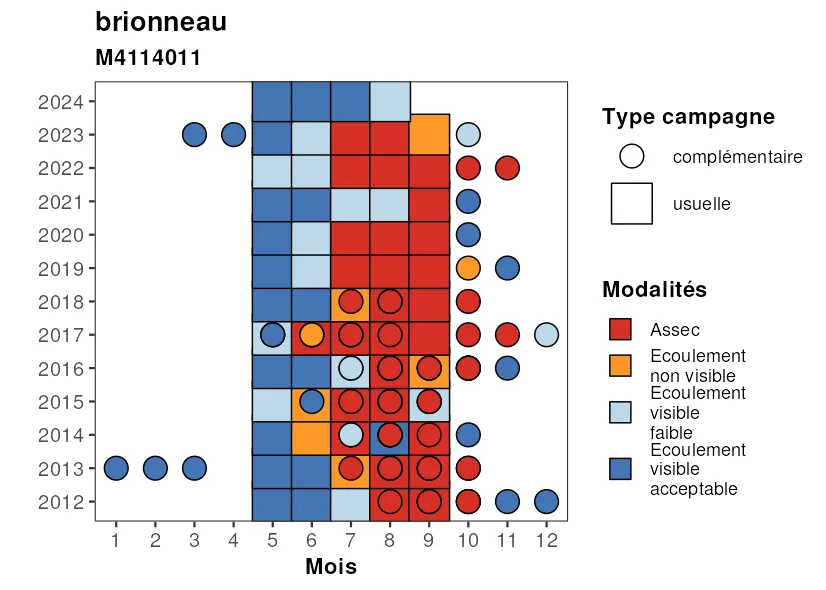 brionneau
M4114011
2024
2023
2022
2021
2020
2019
2018
2017
2016
2015
2014
2013
2012
1 2 3 4 5 6 7 8 9 10 11 12
Mois
Type campagne
complémentaire
usuelle
Modalités
Assec
Ecoulement
non visible
Ecoulement
visible
faible
Ecoulement
visible
acceptable